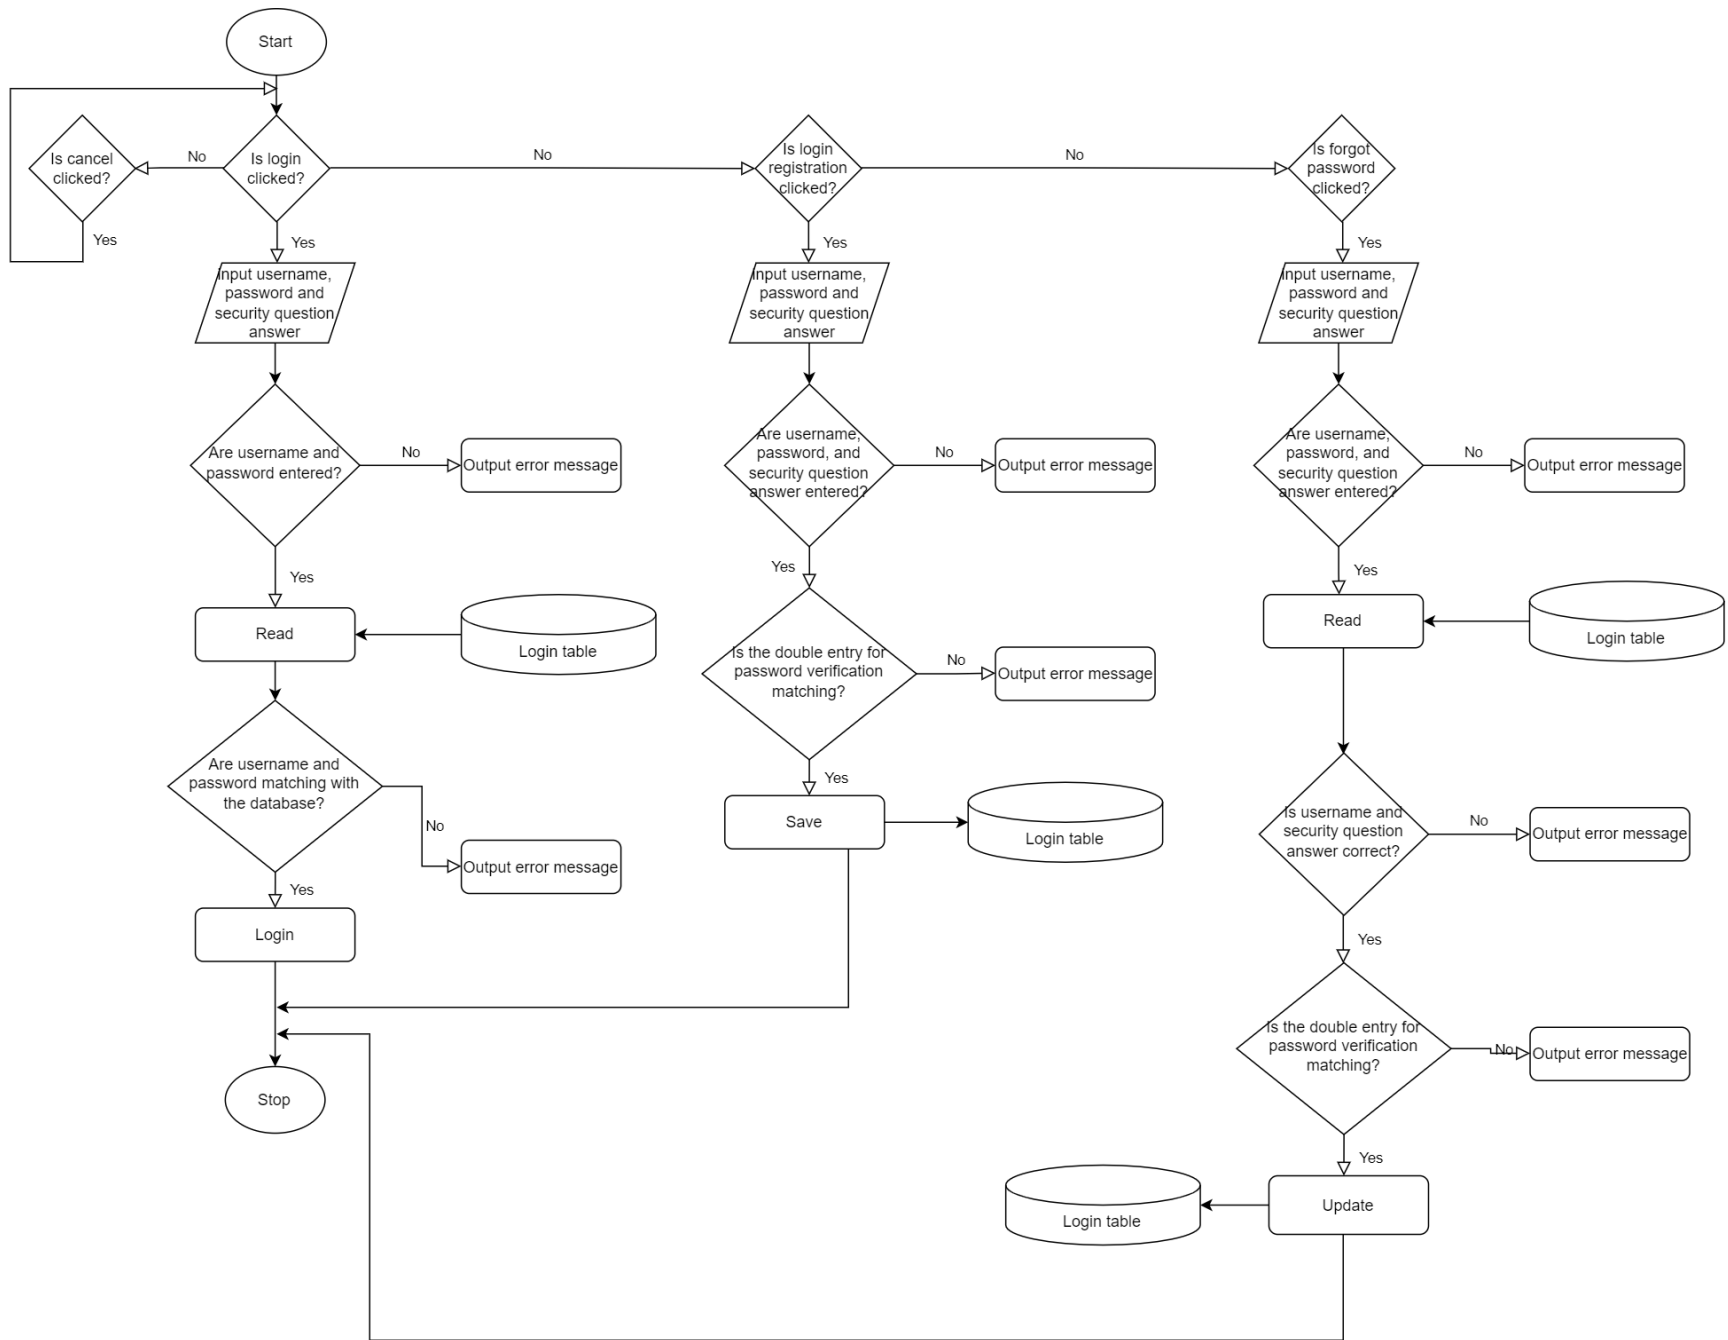 Start
Is cancel
clicked?
No
Is login
clicked?
No
Is login
registration
clicked?
No
Is forgot
password
clicked?
Yes
Yes
Yes
Yes
input username,
password and
security question
answer
input username,
password and
security question
answer
input username,
password and
security question
answer
Are username and
password entered?
No
Output error message
Are username,
password, and
security question
answer entered?
No
Output error message
Are username,
password, and
security question
answer entered?
No
Output error message
Yes
Yes
Yes
Read
Login table
Is the double entry for
password verification
matching?
No
Output error message
Read
Login table
Are username and
password matching with
the database?
No
Output error message
Yes
Save
Login table
Is username and
security question
answer correct?
No
Output error message
Yes
Login
Yes
Is the double entry for
password verification
matching?
No
Output error message
Stop
Yes
Update
Login table